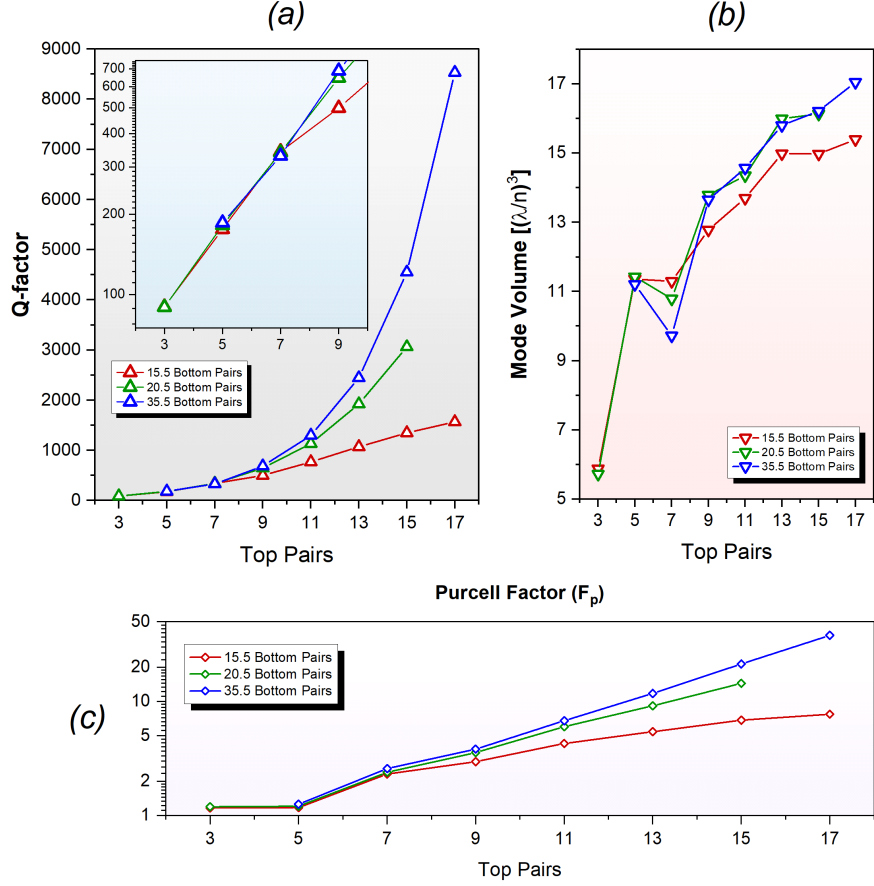 (a)
9000
8000
7000
6000
5000
4000
3000
2000
1000
0
Q-factor
700
600
500
400
300
200
100
3 5 7 9
15.5 Bottom Pairs
20.5 Bottom Pairs
35.5 Bottom Pairs
3 5 7 9 11 13 15 17
Top Pairs
(b)
17
15
13
11
9
7
5
Mode Volume [(λ/n)^3]
15.5 Bottom Pairs
20.5 Bottom Pairs
35.5 Bottom Pairs
3 5 7 9 11 13 15 17
Top Pairs
Purcell Factor (F_p)
(c)
50
20
10
5
2
1
15.5 Bottom Pairs
20.5 Bottom Pairs
35.5 Bottom Pairs
3 5 7 9 11 13 15 17
Top Pairs